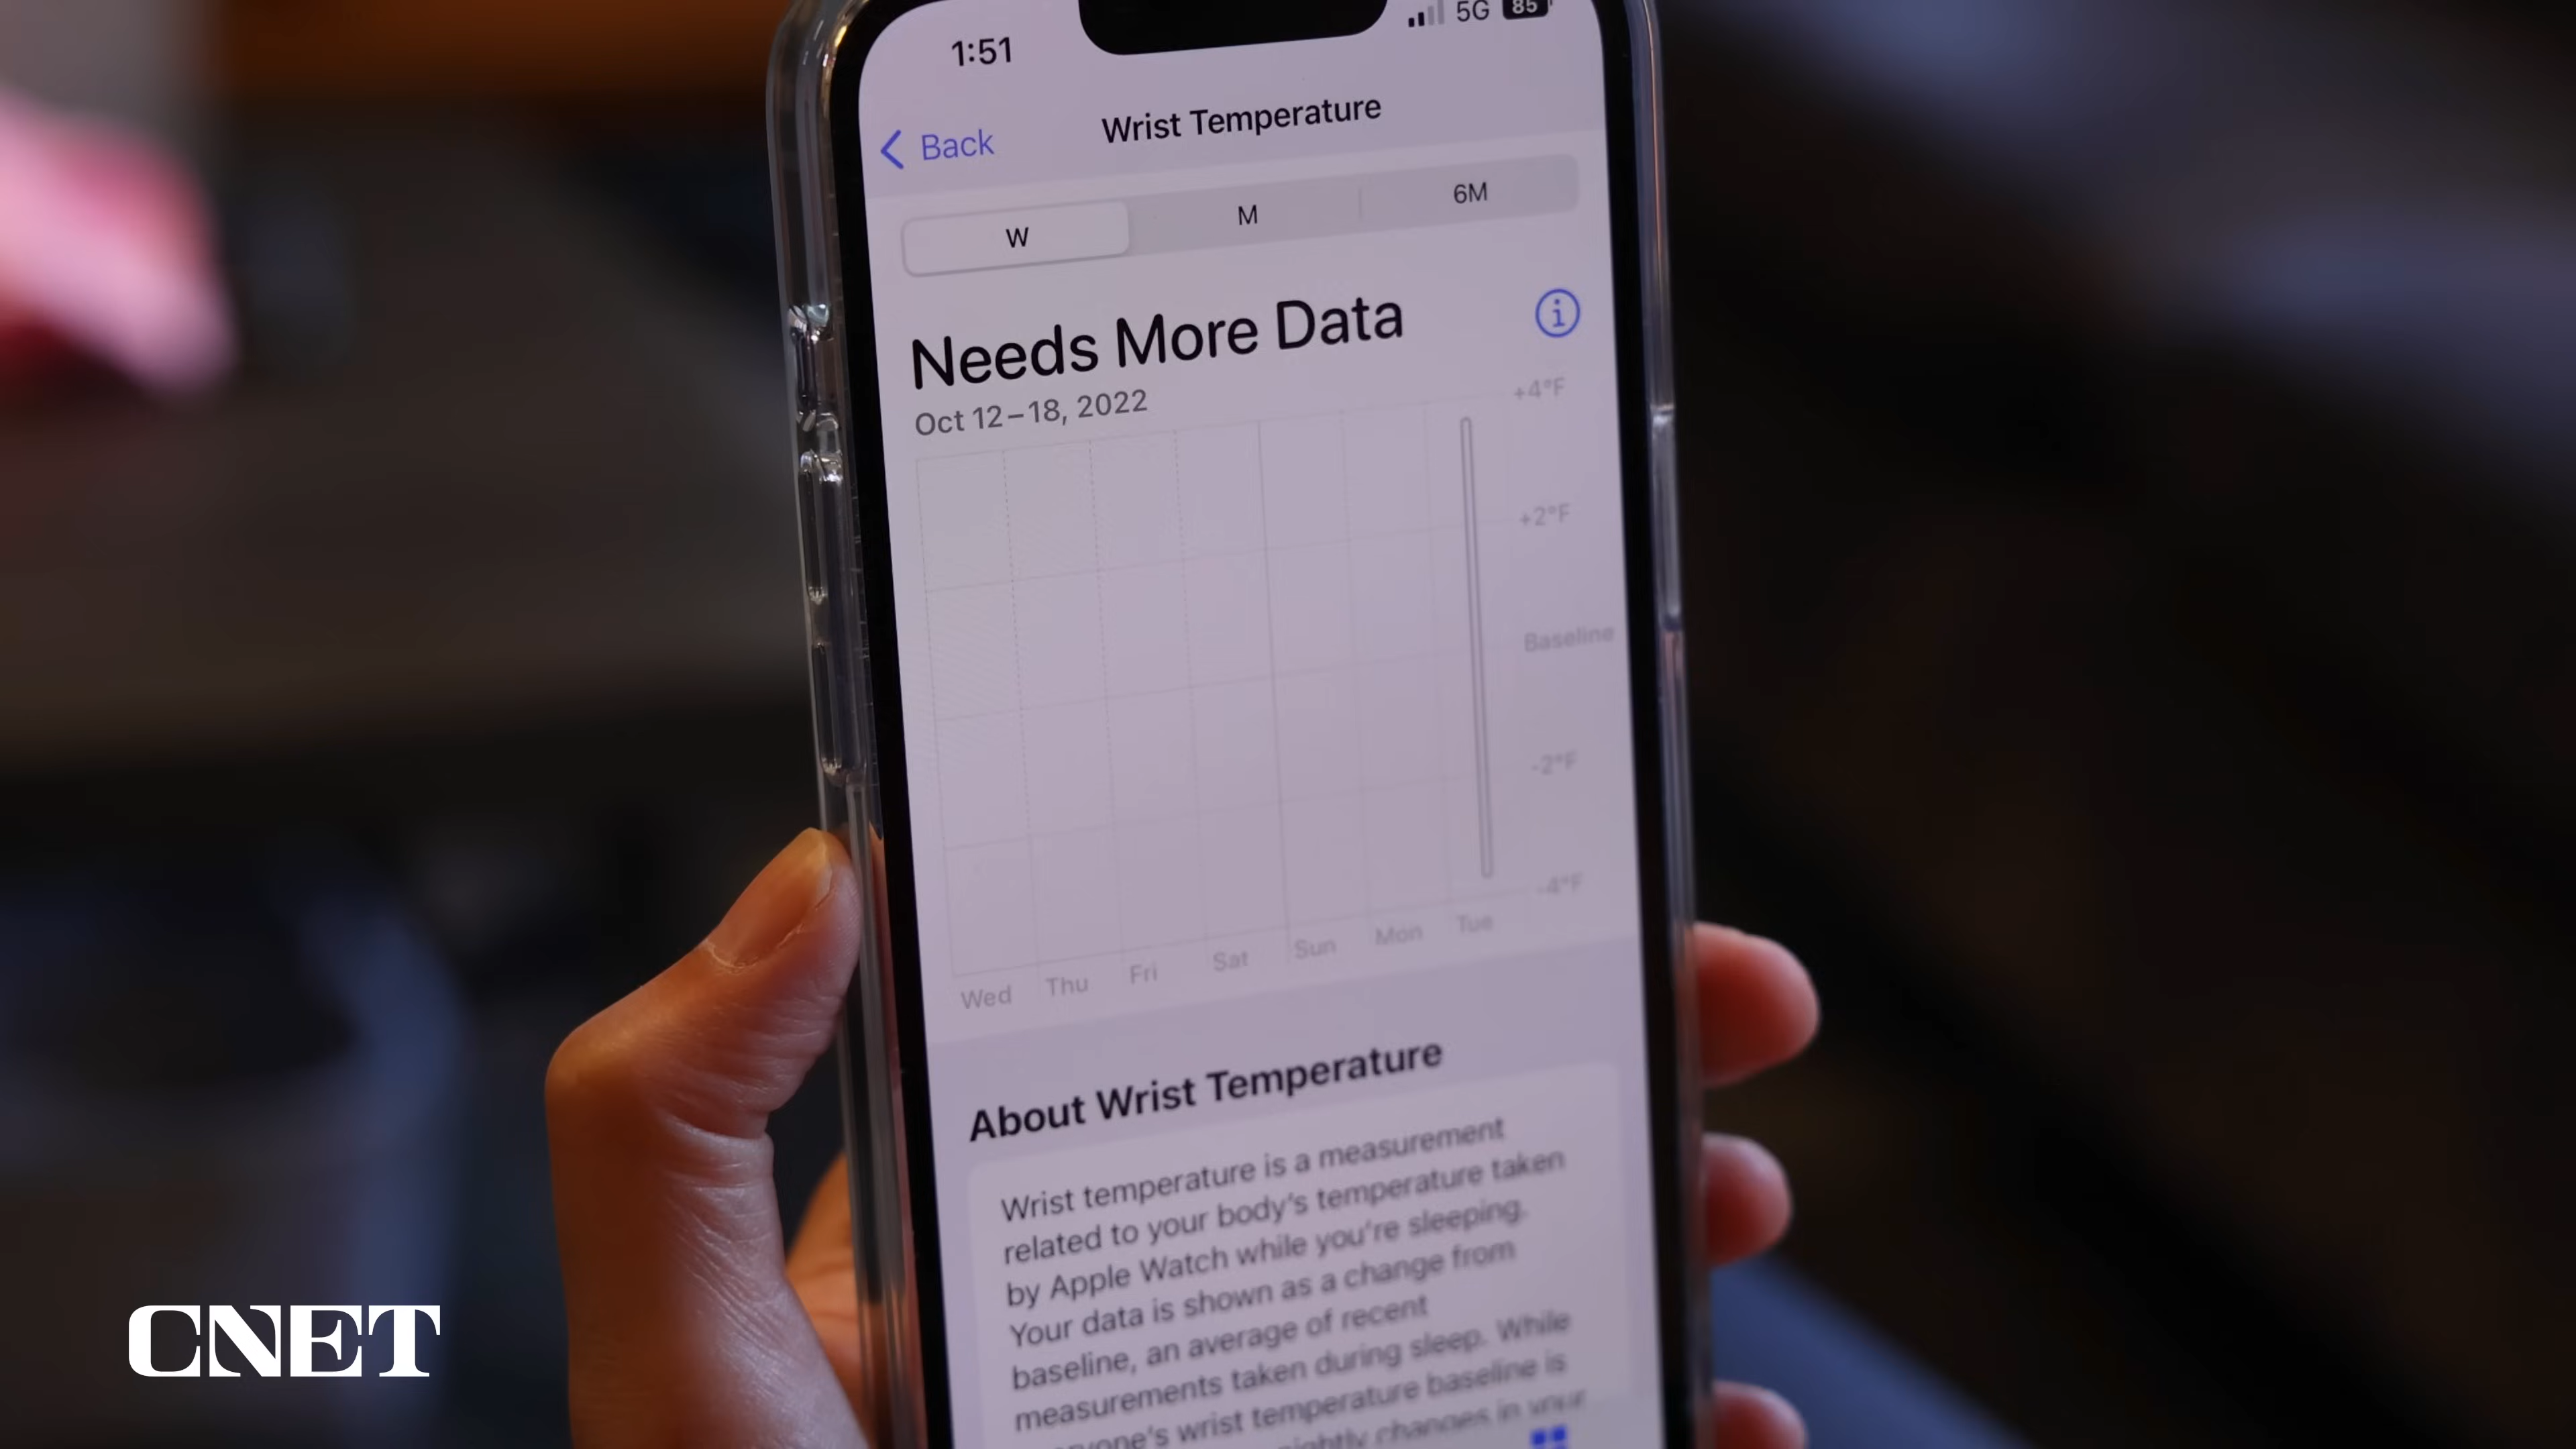 1:51
5G
85
Back
Wrist Temperature
W
M
6M
Needs More Data
Oct 12–18, 2022
+4°F
+2°F
Baseline
-2°F
-4°F
Wed Thu Fri Sat Sun Mon Tue
About Wrist Temperature
Wrist temperature is a measurement
related to your body's temperature taken
by Apple Watch while you're sleeping.
Your data is shown as a change from
baseline, an average of recent
measurements taken during sleep. While
wrist temperature baseline is
changes in your
CNET